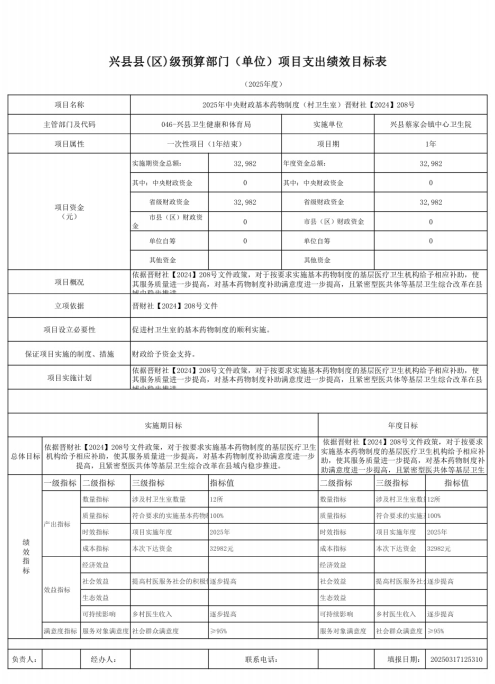 兴县县(区)级预算部门（单位）项目支出绩效目标表
（2025年度）
项目名称 2025年中央财政基本药物制度（村卫生室）晋财社【2024】208号
主管部门及代码 046-兴县卫生健康和体育局 实施单位 兴县蔡家会镇中心卫生院
项目属性 一次性项目（1年结束） 项目期 1年
项目资金（元）
实施期资金总额: 32,982 年度资金总额: 32,982
其中: 中央财政资金 0 其中: 中央财政资金 0
省级财政资金 32,982 省级财政资金 32,982
市县（区）财政资金 0 市县（区）财政资金 0
单位自筹 0 单位自筹 0
其他资金 其他资金
项目概况
依据晋财社【2024】208号文件政策，对于按要求实施基本药物制度的基层医疗卫生机构给予相应补助，使
其服务质量进一步提高，对基本药物制度补助满意度进一步提高，且紧密型医共体等基层卫生综合改革在县
立项依据 晋财社【2024】208号文件
项目设立必要性 促进村卫生室的基本药物制度的顺利实施。
保证项目实施的制度、措施 财政给予资金支持。
项目实施计划
依据晋财社【2024】208号文件政策，对于按要求实施基本药物制度的基层医疗卫生机构给予相应补助，使
其服务质量进一步提高，对基本药物制度补助满意度进一步提高，且紧密型医共体等基层卫生综合改革在县
实施期目标 年度目标
总体目标
依据晋财社【2024】208号文件政策，对于按要求实施基本药物制度的基层医疗卫生
机构给予相应补助，使其服务质量进一步提高，对基本药物制度补助满意度进一步
提高，且紧密型医共体等基层卫生综合改革在县域内稳步推进。
依据晋财社【2024】208号文件政策，对于按要求
实施基本药物制度的基层医疗卫生机构给予相应补
助，使其服务质量进一步提高，对基本药物制度补
助满意度进一步提高，且紧密型医共体等基层卫生
绩效指标
一级指标 二级指标 三级指标 指标值 二级指标 三级指标 指标值
产出指标
数量指标 涉及村卫生室数量 12所 数量指标 涉及村卫生室数 12所
质量指标 符合要求的实施基本药物 100% 质量指标 符合要求的实施 100%
时效指标 项目实施年度 2025年 时效指标 项目实施年度 2025年
成本指标 本次下达资金 32982元 成本指标 本次下达资金 32982元
效益指标
经济效益 经济效益
社会效益 提高村医服务社会的积极 逐步提高 社会效益 提高村医服务社 逐步提高
生态效益 生态效益
可持续影响 乡村医生收入 逐步提高 可持续影响 乡村医生收入 逐步提高
满意度指标 服务对象满意度 社会群众满意度 ≥95% 服务对象满意度 社会群众满意度 ≥95%
负责人: 经办人: 联系电话: 填报日期: 20250317125310